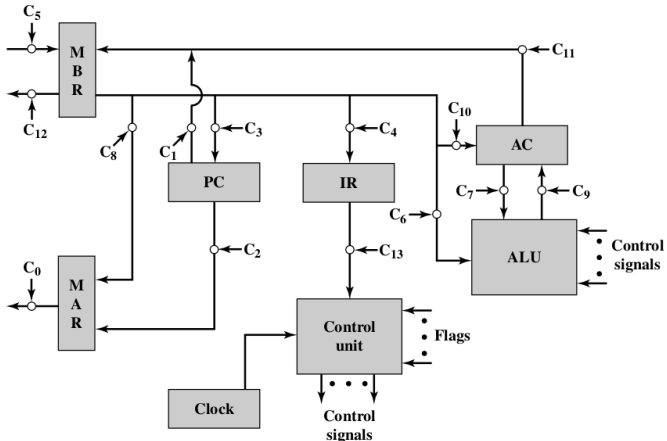 C5
M
B
R
C11
C12
C8
C1
C3
C4
C10
AC
PC
IR
C7
C9
C6
C2
C13
ALU
Control
signals
C0
M
A
R
Control
unit
Flags
Clock
Control
signals